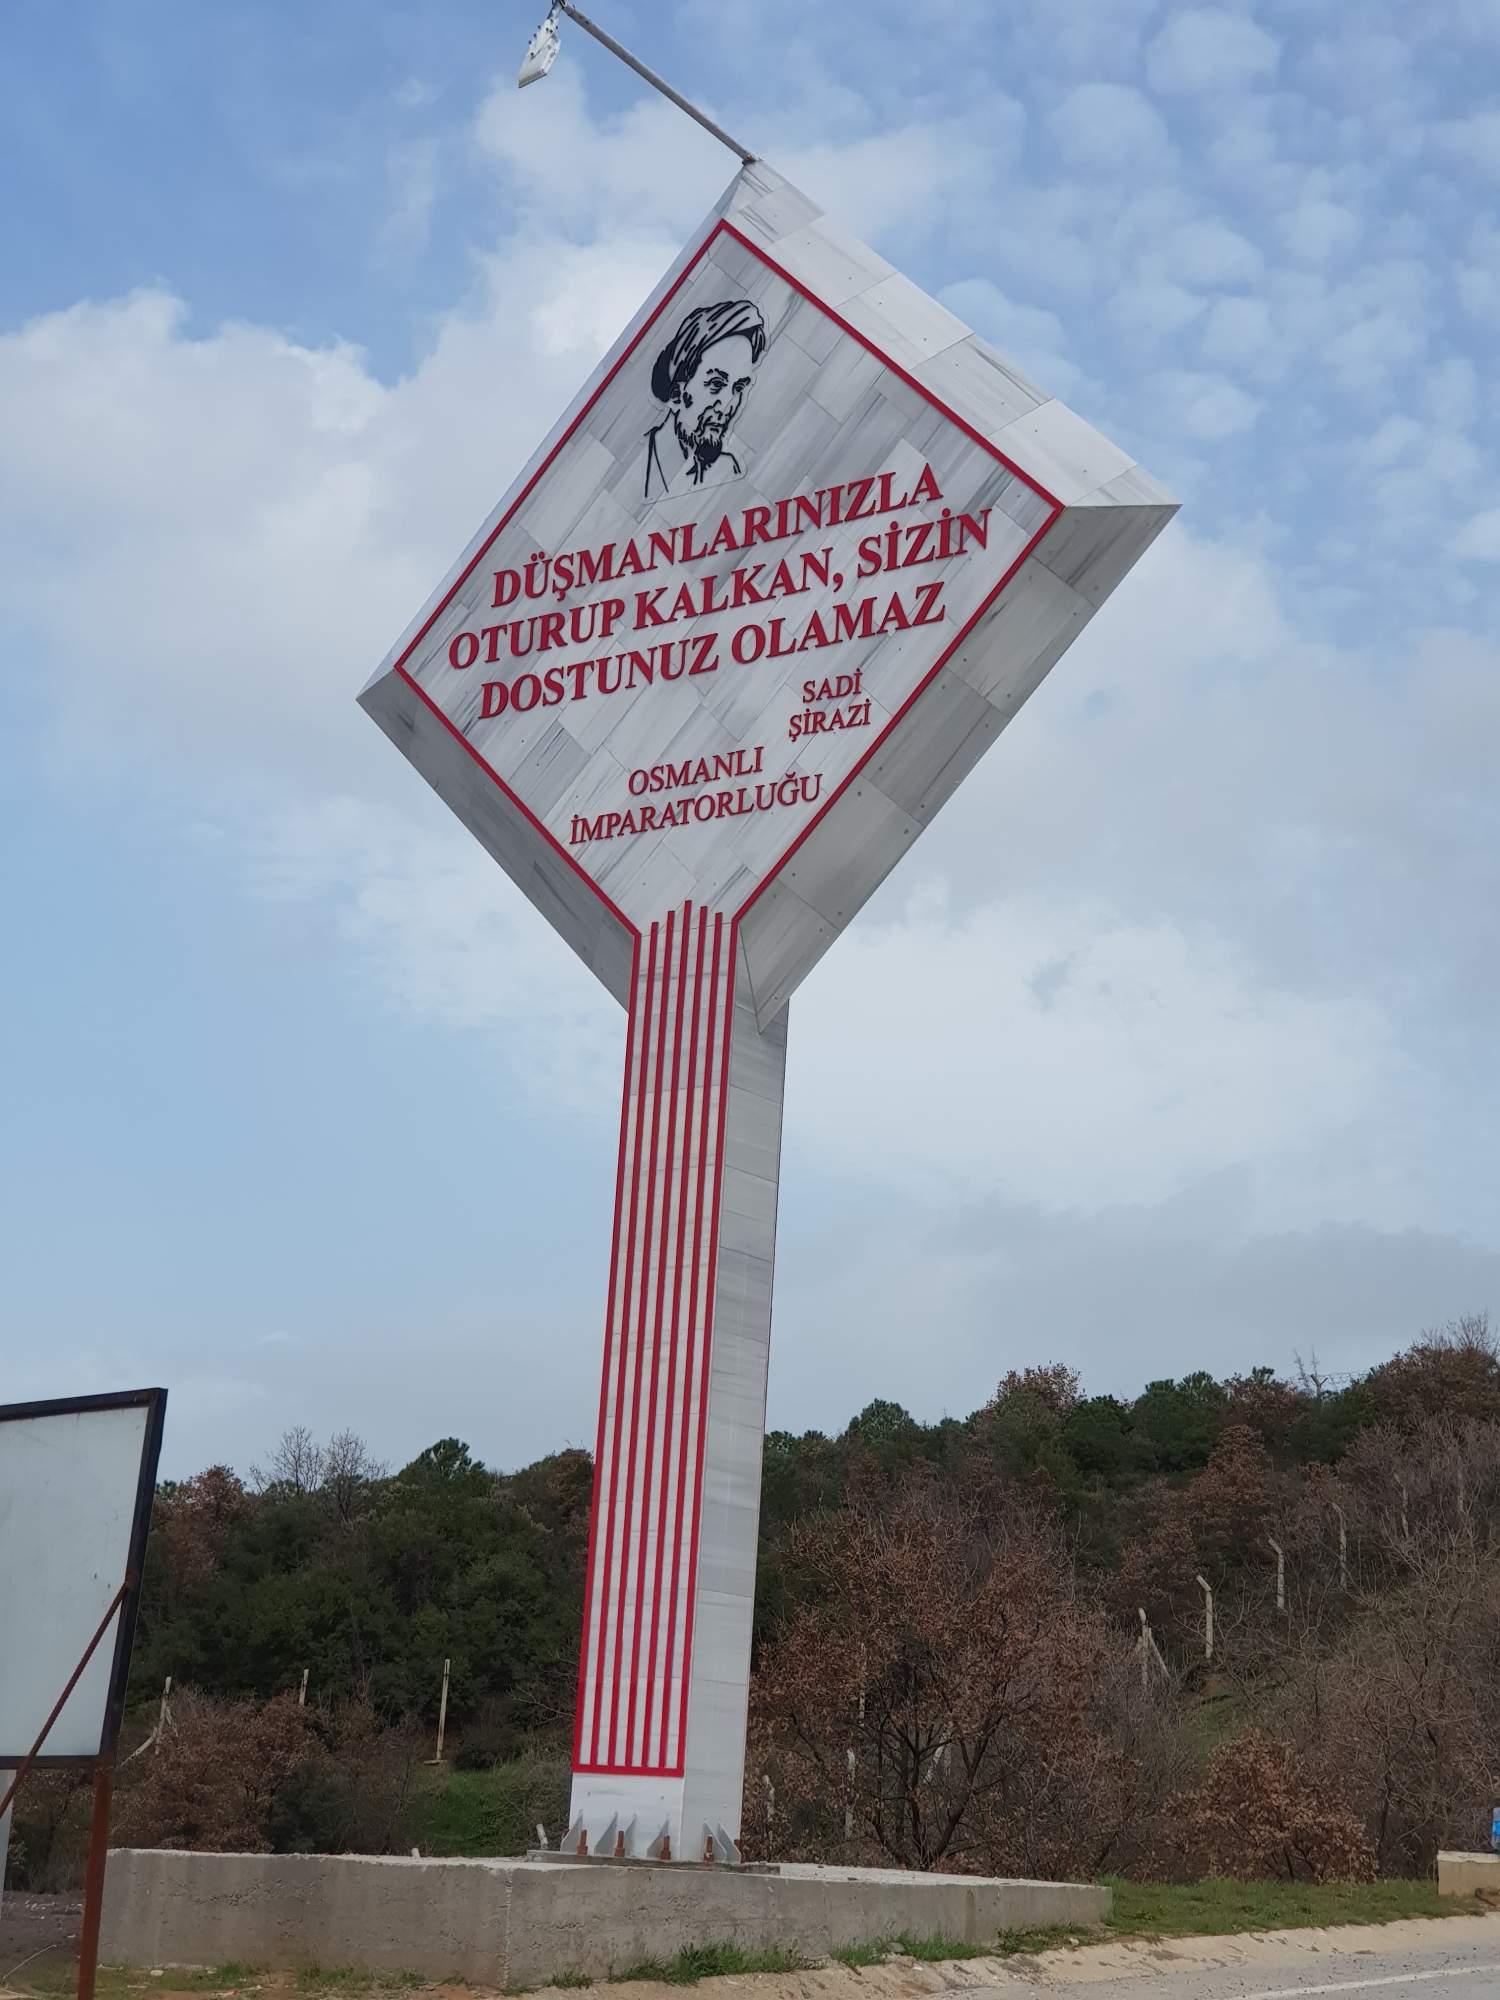 DÜŞMANLARINIZLA
OTURUP KALKAN, SİZİN
DOSTUNUZ OLAMAZ
SADİ
ŞİRAZİ
OSMANLI
İMPARATORLUĞU